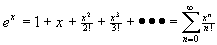 e^x = 1 + x + x^2/2! + x^3/3! + ••• = ∑_{n=0}^{∞} x^n/n!